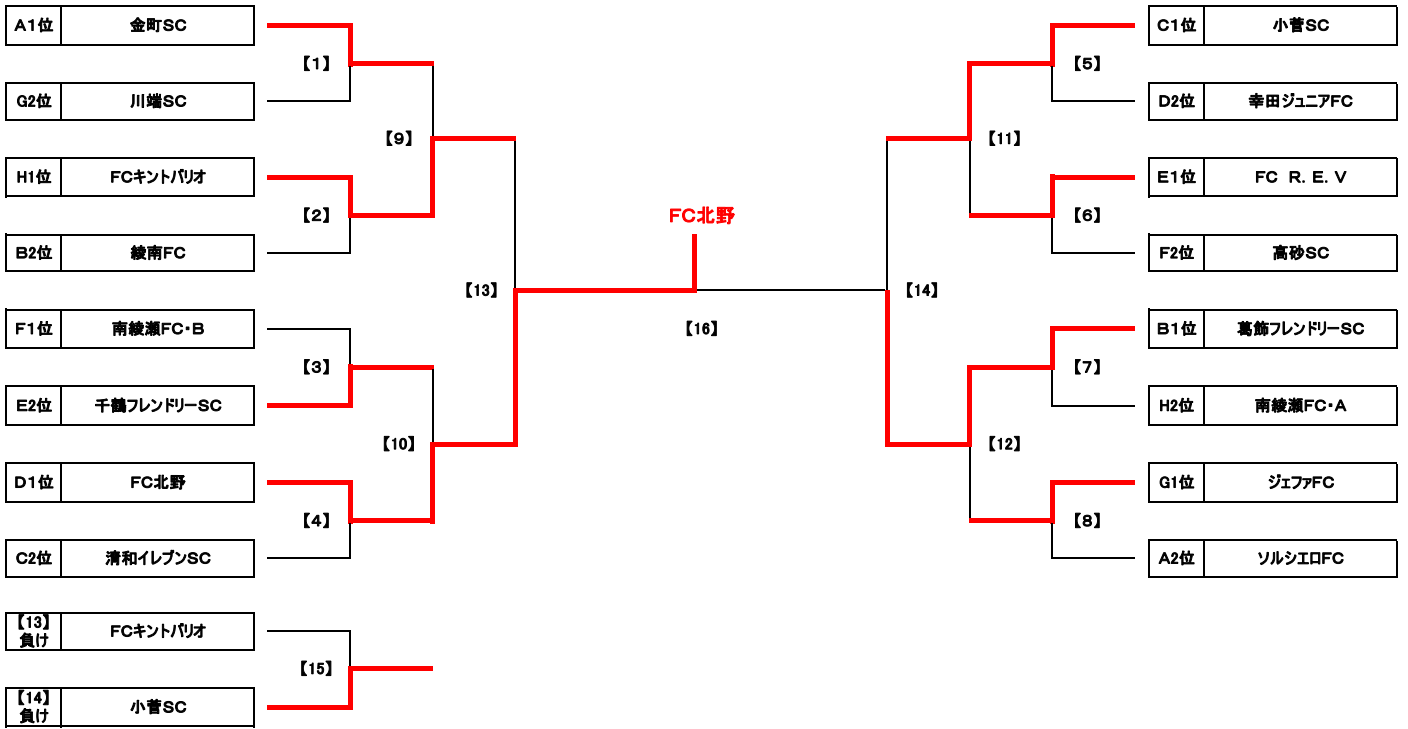 A1位 金町SC
【1】
G2位 川端SC
【9】
H1位 FCキントバリオ
【2】
B2位 綾南FC
【13】
F1位 南綾瀬FC・B
【3】
E2位 千鶴フレンドリーSC
【10】
D1位 FC北野
【4】
C2位 清和イレブンSC
FC北野
【16】
C1位 小菅SC
【5】
D2位 幸田ジュニアFC
【11】
E1位 FC R.E.V
【6】
F2位 高砂SC
【14】
B1位 葛飾フレンドリーSC
【7】
H2位 南綾瀬FC・A
【12】
G1位 ジェファFC
【8】
A2位 ソルシエロFC
【13】
負け FCキントバリオ
【15】
【14】
負け 小菅SC